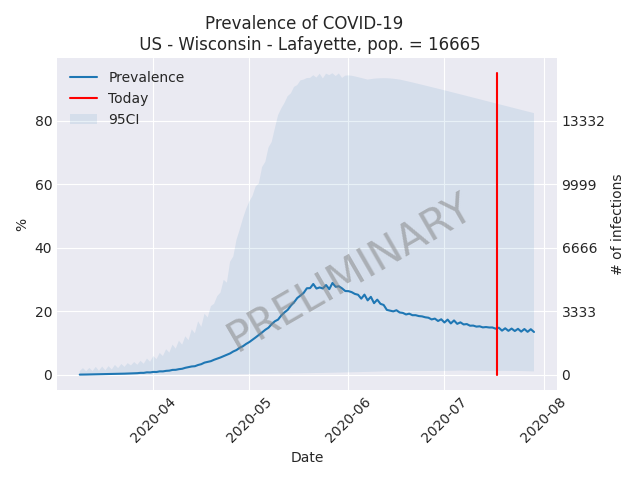 Prevalence of COVID-19
US - Wisconsin - Lafayette, pop. = 16665
Prevalence
Today
95CI
80
60
40
20
0
%
13332
9999
6666
3333
0
# of infections
PRELIMINARY
2020-04
2020-05
2020-06
2020-07
2020-08
Date